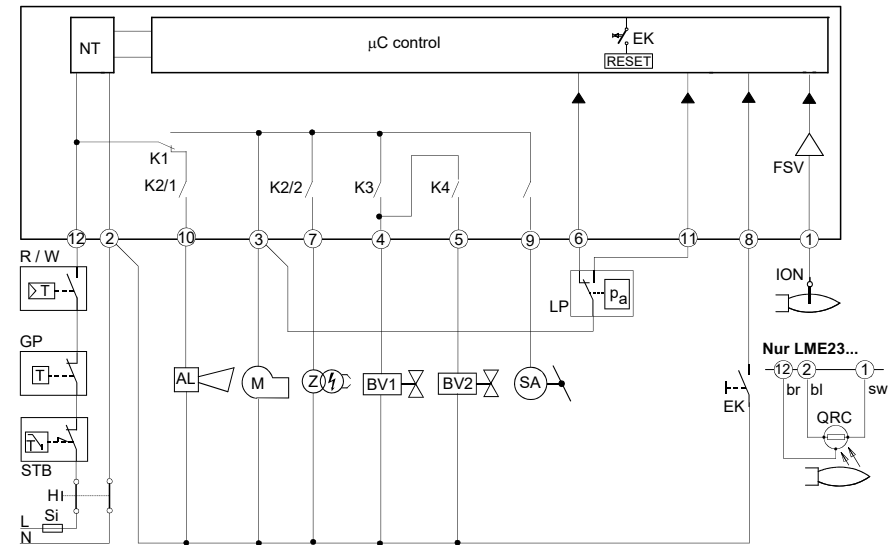 NT
µC control
EK
RESET
FSV
K1
K2/1
K2/2
K3
K4
12
2
10
3
7
4
5
9
6
11
8
1
R / W
T
LP
pa
ION
GP
T
AL
M
Z
BV1
BV2
SA
EK
Nur LME23...
12
2
1
br
bl
sw
QRC
T
STB
H
Si
L
N